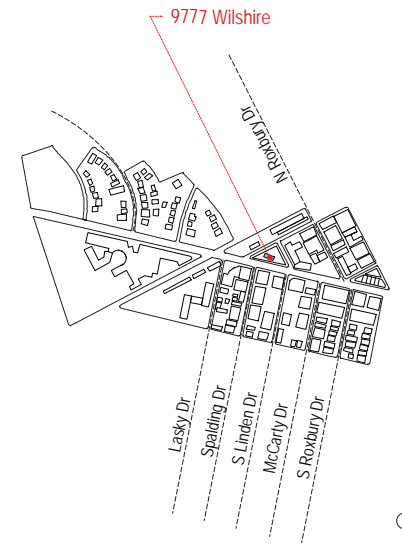 9777 Wilshire
N Roxbury Dr
Lasky Dr
Spalding Dr
S Linden Dr
McCarty Dr
S Roxbury Dr